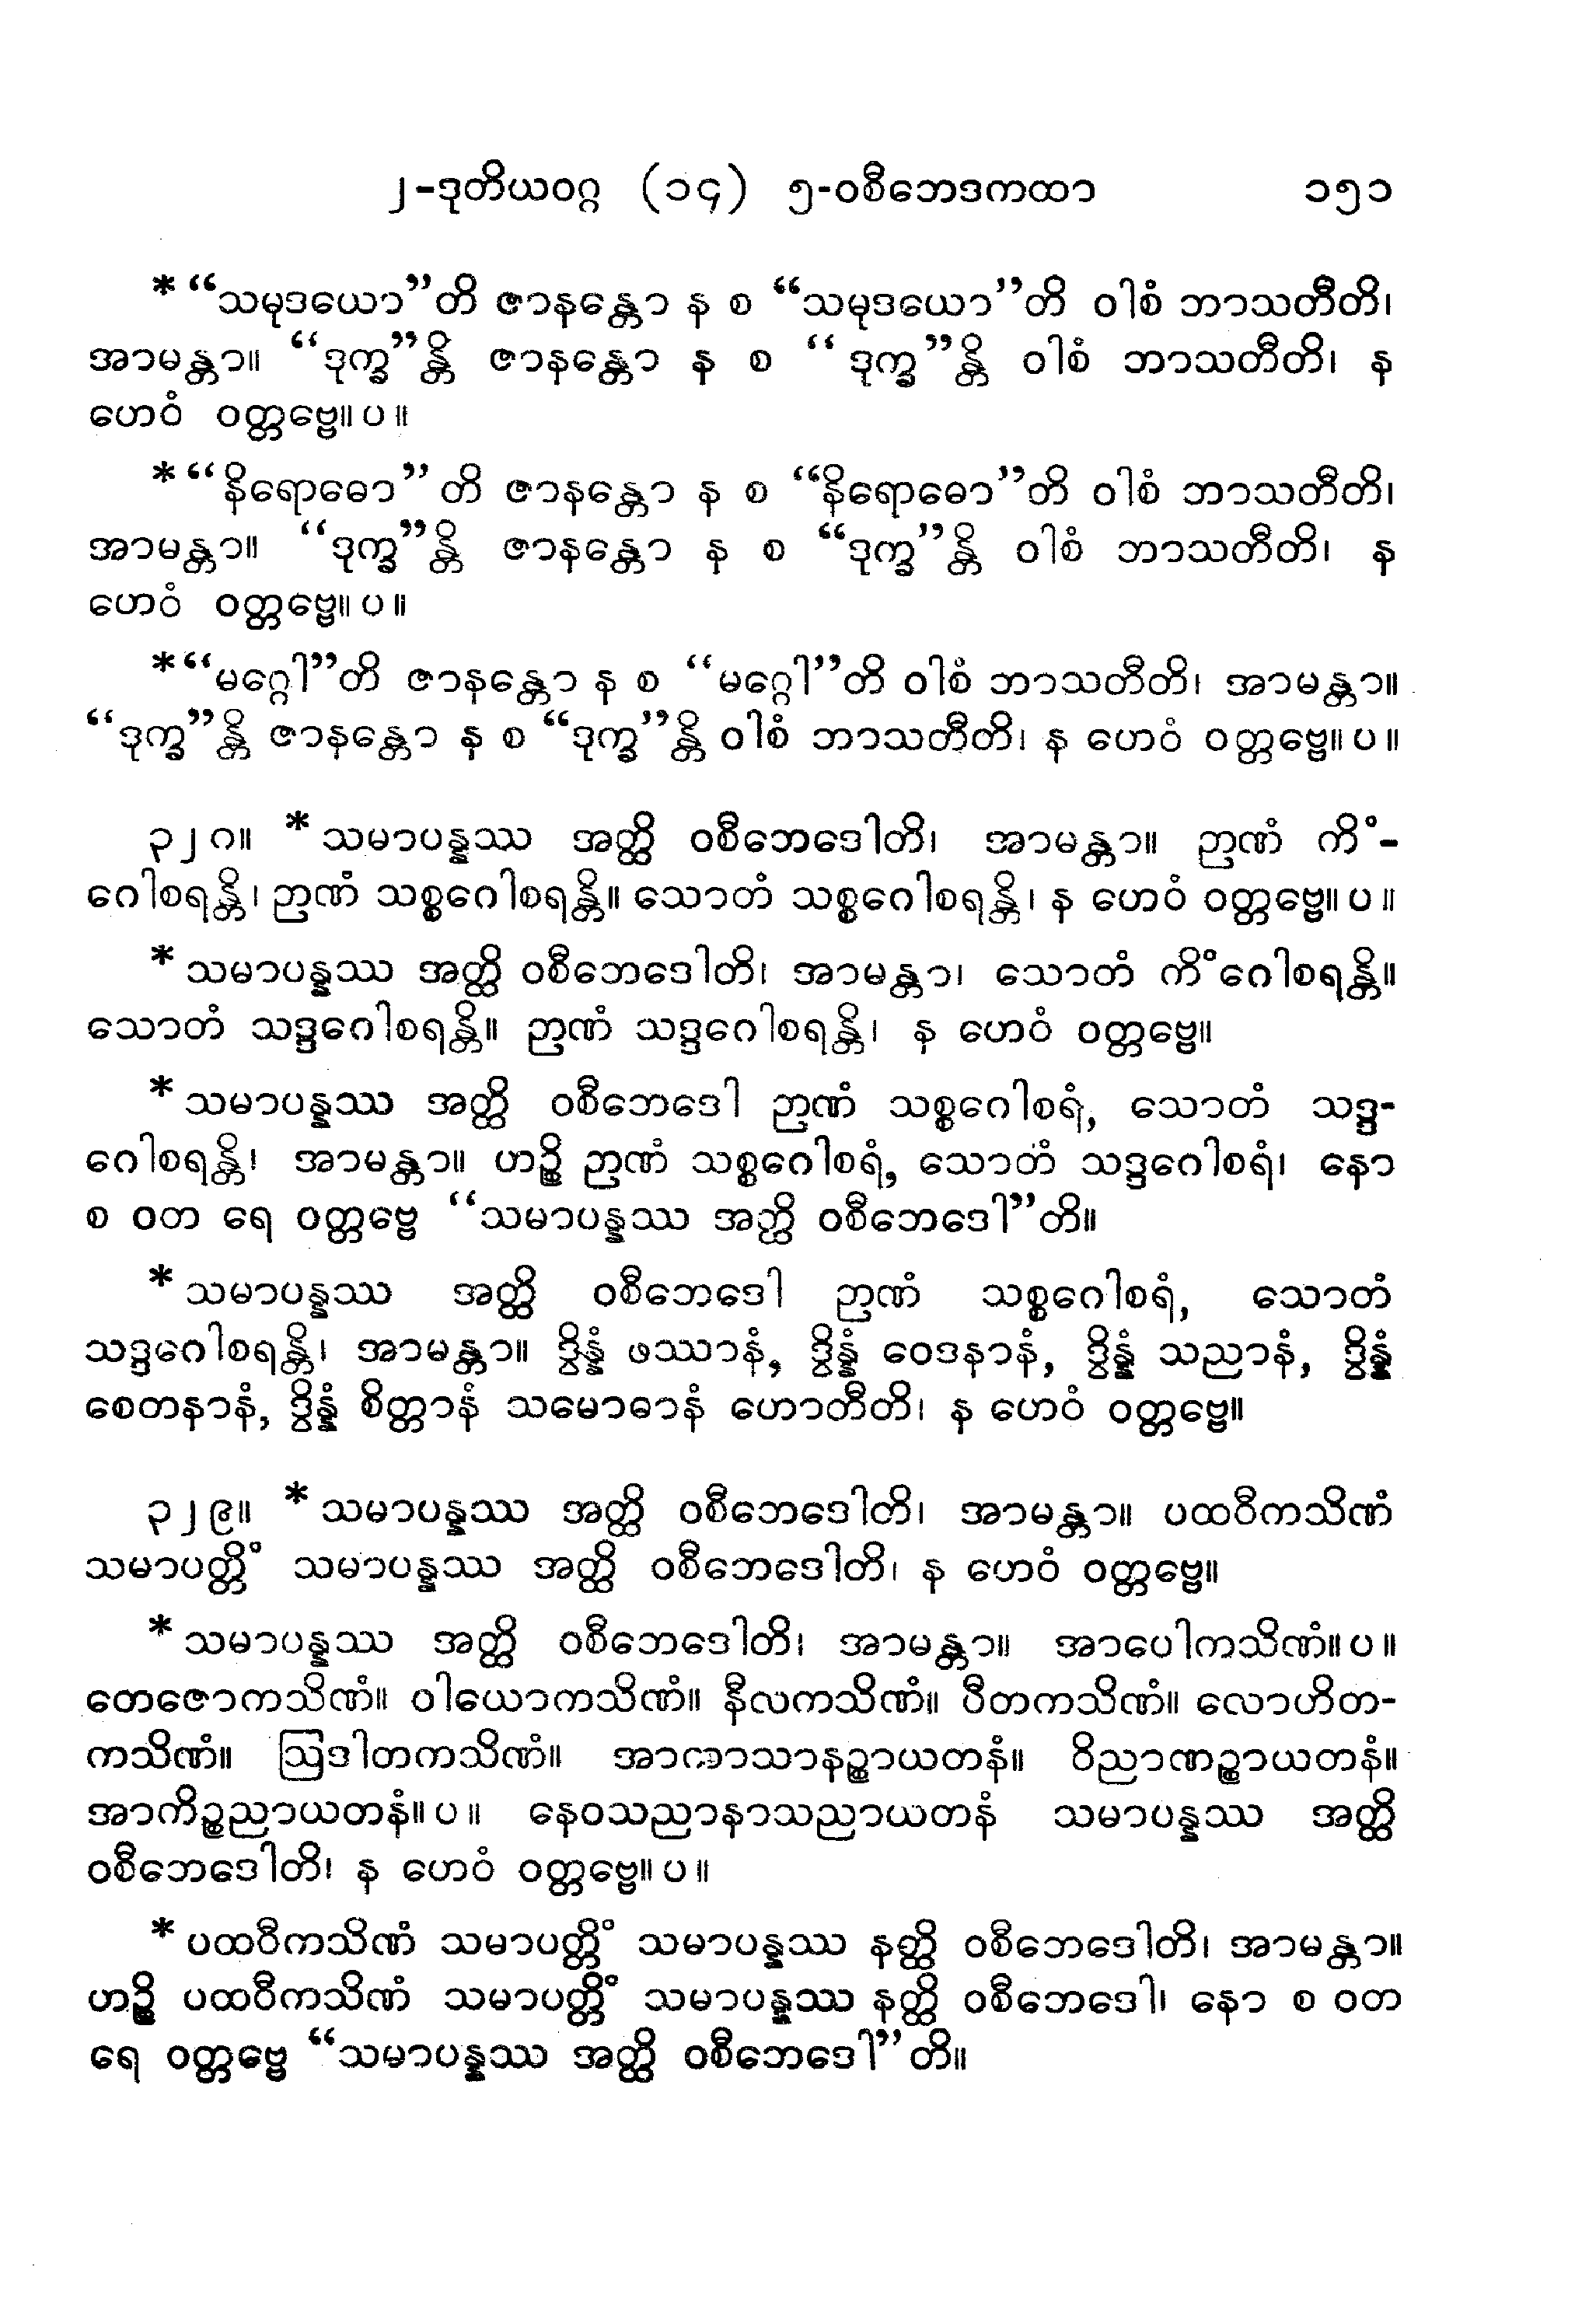 ၂-ဒုတိယဝဂ္ဂ (၁၄) ၅-ဝစီဘေဒကထာ ၁၅၁
* “သမုဒယော”တိ ဇာနန္တော န စ “သမုဒယော”တိ ဝါစံ ဘာသတီတိ၊
အာမန္တာ။ “ဒုက္ခ”န္တိ ဇာနန္တော န စ “ဒုက္ခ”န္တိ ဝါစံ ဘာသတီတိ၊ န
ဟေဝံ ဝတ္တဗ္ဗေ။ ပ ။
* “နိရောဓော”တိ ဇာနန္တော န စ “နိရောဓော”တိ ဝါစံ ဘာသတီတိ၊
အာမန္တာ။ “ဒုက္ခ”န္တိ ဇာနန္တော န စ “ဒုက္ခ”န္တိ ဝါစံ ဘာသတီတိ၊ န
ဟေဝံ ဝတ္တဗ္ဗေ။ ပ ။
* “မဂ္ဂေါ”တိ ဇာနန္တော န စ “မဂ္ဂေါ”တိ ဝါစံ ဘာသတီတိ၊ အာမန္တာ။
“ဒုက္ခ”န္တိ ဇာနန္တော န စ “ဒုက္ခ”န္တိ ဝါစံ ဘာသတီတိ၊ န ဟေဝံ ဝတ္တဗ္ဗေ။ ပ ။
၃၂၈။ * သမာပန္နဿ အတ္ထိ ဝစီဘေဒေါတိ၊ အာမန္တာ။ ဉာဏံ ကိံ-
ဂေါစရန္တိ၊ ဉာဏံ သစ္စဂေါစရန္တိ။ သောတံ သစ္စဂေါစရန္တိ၊ န ဟေဝံ ဝတ္တဗ္ဗေ။ ပ ။
* သမာပန္နဿ အတ္ထိ ဝစီဘေဒေါတိ၊ အာမန္တာ၊ သောတံ ကိံဂေါစရန္တိ။
သောတံ သဒ္ဒဂေါစရန္တိ။ ဉာဏံ သဒ္ဒဂေါစရန္တိ၊ န ဟေဝံ ဝတ္တဗ္ဗေ။
* သမာပန္နဿ အတ္ထိ ဝစီဘေဒေါ ဉာဏံ သစ္စဂေါစရံ, သောတံ သဒ္ဒ-
ဂေါစရန္တိ၊ အာမန္တာ။ ဟဉ္စိ ဉာဏံ သစ္စဂေါစရံ, သောတံ သဒ္ဒဂေါစရံ၊ နော
စ ဝတ ရေ ဝတ္တဗ္ဗေ “သမာပန္နဿ အတ္ထိ ဝစီဘေဒေါ”တိ။
* သမာပန္နဿ အတ္ထိ ဝစီဘေဒေါ ဉာဏံ သစ္စဂေါစရံ, သောတံ
သဒ္ဒဂေါစရန္တိ၊ အာမန္တာ။ ဒွိန္နံ ဖဿာနံ, ဒွိန္နံ ဝေဒနာနံ, ဒွိန္နံ သညာနံ, ဒွိန္နံ
စေတနာနံ, ဒွိန္နံ စိတ္တာနံ သမောဓာနံ ဟောတီတိ၊ န ဟေဝံ ဝတ္တဗ္ဗေ။
၃၂၉။ * သမာပန္နဿ အတ္ထိ ဝစီဘေဒေါတိ၊ အာမန္တာ။ ပထဝီကသိဏံ
သမာပတ္တိံ သမာပန္နဿ အတ္ထိ ဝစီဘေဒေါတိ၊ န ဟေဝံ ဝတ္တဗ္ဗေ။
* သမာပန္နဿ အတ္ထိ ဝစီဘေဒေါတိ၊ အာမန္တာ။ အာပေါကသိဏံ။ ပ ။
တေဇောကသိဏံ။ ဝါယောကသိဏံ။ နီလကသိဏံ။ ပီတကသိဏံ။ လောဟိတ-
ကသိဏံ။ ဩဒါတကသိဏံ။ အာကာသာနဉ္စာယတနံ။ ဝိညာဏဉ္စာယတနံ။
အာကိဉ္စညာယတနံ။ ပ ။ နေဝသညာနာသညာယတနံ သမာပန္နဿ အတ္ထိ
ဝစီဘေဒေါတိ၊ န ဟေဝံ ဝတ္တဗ္ဗေ။ ပ ။
* ပထဝီကသိဏံ သမာပတ္တိံ သမာပန္နဿ နတ္ထိ ဝစီဘေဒေါတိ၊ အာမန္တာ။
ဟဉ္စိ ပထဝီကသိဏံ သမာပတ္တိံ သမာပန္နဿ နတ္ထိ ဝစီဘေဒေါ၊ နော စ ဝတ
ရေ ဝတ္တဗ္ဗေ “သမာပန္နဿ အတ္ထိ ဝစီဘေဒေါ”တိ။